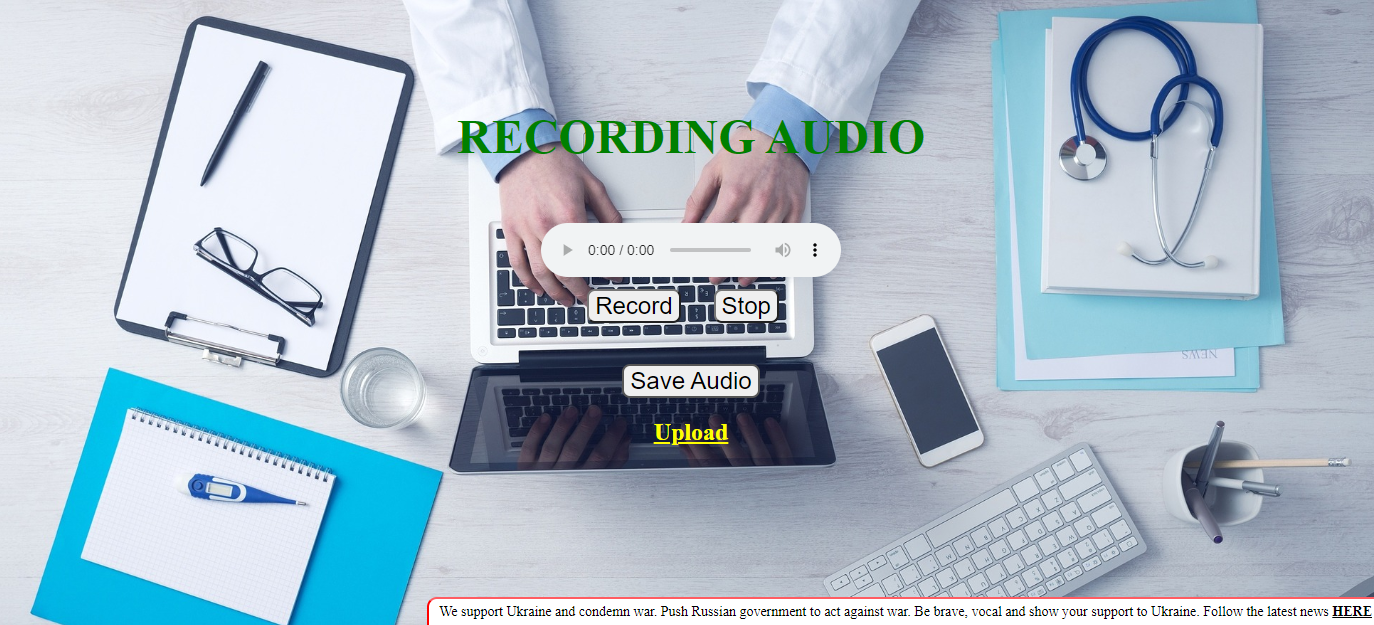 RECORDING AUDIO
0:00 / 0:00
Record Stop
NEWS
Save Audio
Upload
We support Ukraine and condemn war. Push Russian government to act against war. Be brave, vocal and show your support to Ukraine. Follow the latest news HERE